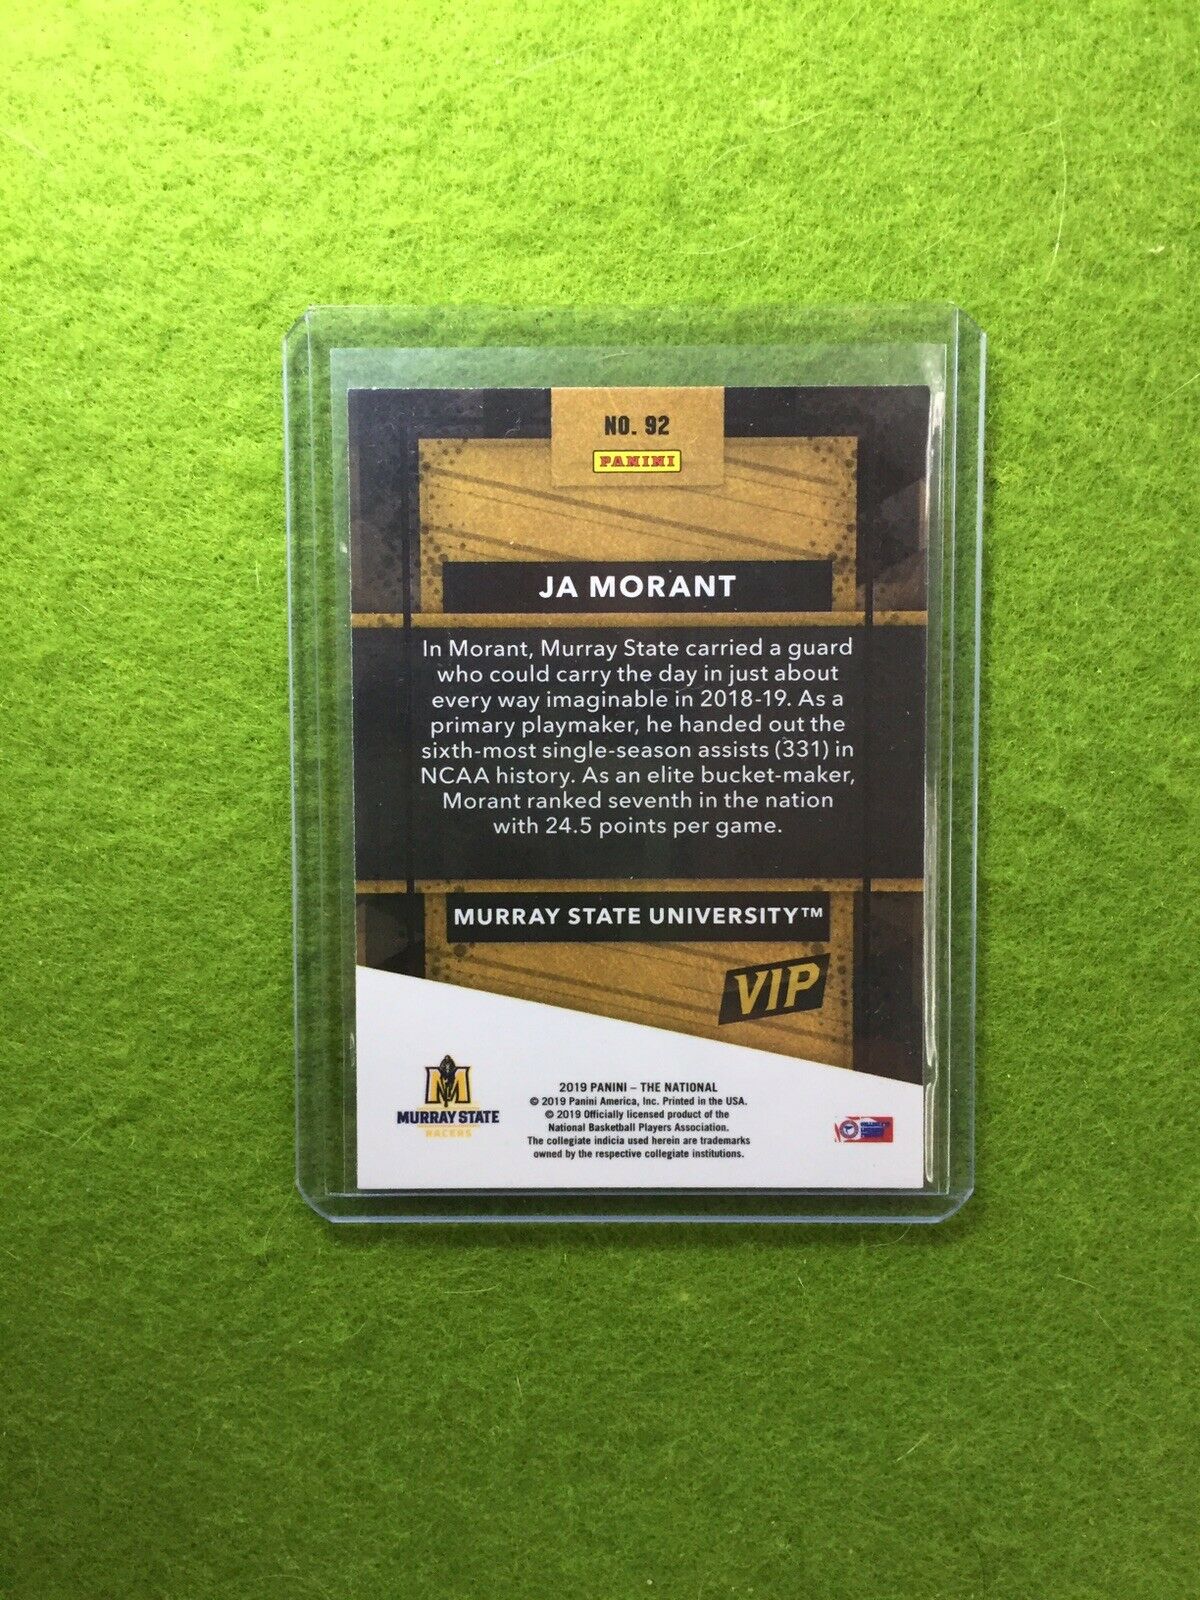 NO. 92
PANINI
JA MORANT
In Morant, Murray State carried a guard
who could carry the day in just about
every way imaginable in 2018-19. As a
primary playmaker, he handed out the
sixth-most single-season assists (331) in
NCAA history. As an elite bucket-maker,
Morant ranked seventh in the nation
with 24.5 points per game.
MURRAY STATE UNIVERSITY™
VIP
M
MURRAY STATE
RACERS
2019 PANINI – THE NATIONAL
© 2019 Panini America, Inc. Printed in the USA.
© 2019 Officially licensed product of the
National Basketball Players Association.
The collegiate indicia used herein are trademarks
owned by the respective collegiate institutions.